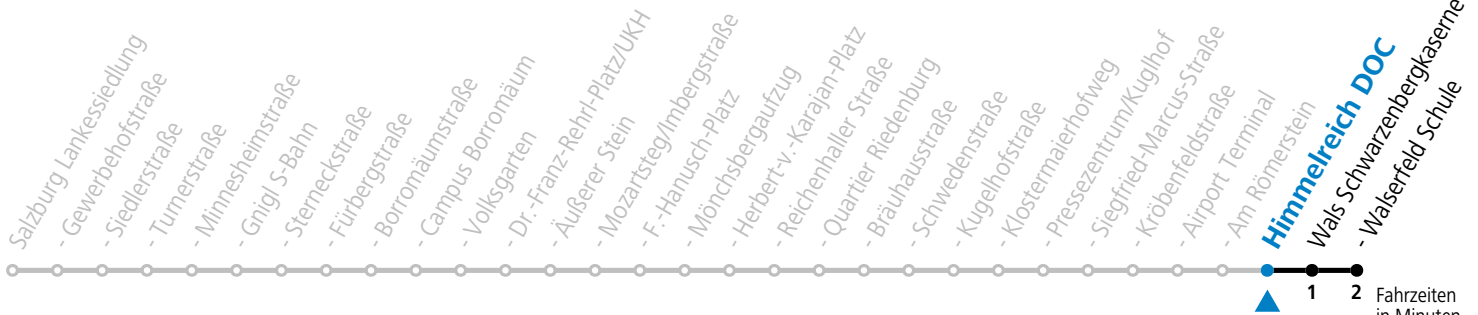 Salzburg Lankessiedlung
- Gewerbehofstraße
- Siedlerstraße
- Turnerstraße
- Minnesheimstraße
- Gnigl S-Bahn
- Sterneckstraße
- Fürbergstraße
- Borromäumstraße
- Campus Borromäum
- Volksgarten
- Dr.-Franz-Rehrl-Platz/UKH
- Äußerer Stein
- Mozartsteg/Imbergstraße
- F.-Hanusch-Platz
- Mönchsbergaufzug
- Herbert-v.-Karajan-Platz
- Reichenhaller Straße
- Quartier Riedenburg
- Bräuhausstraße
- Schwedenstraße
- Kugelhofstraße
- Klostermaierhofweg
- Pressezentrum/Kuglhof
- Siegfried-Marcus-Straße
- Kröbenfeldstraße
- Airport Terminal
- Am Römerstein
Himmelreich DOC
Wals Schwarzenbergkaserne
- Walserfeld Schule
1 2 Fahrzeiten
in Minuten